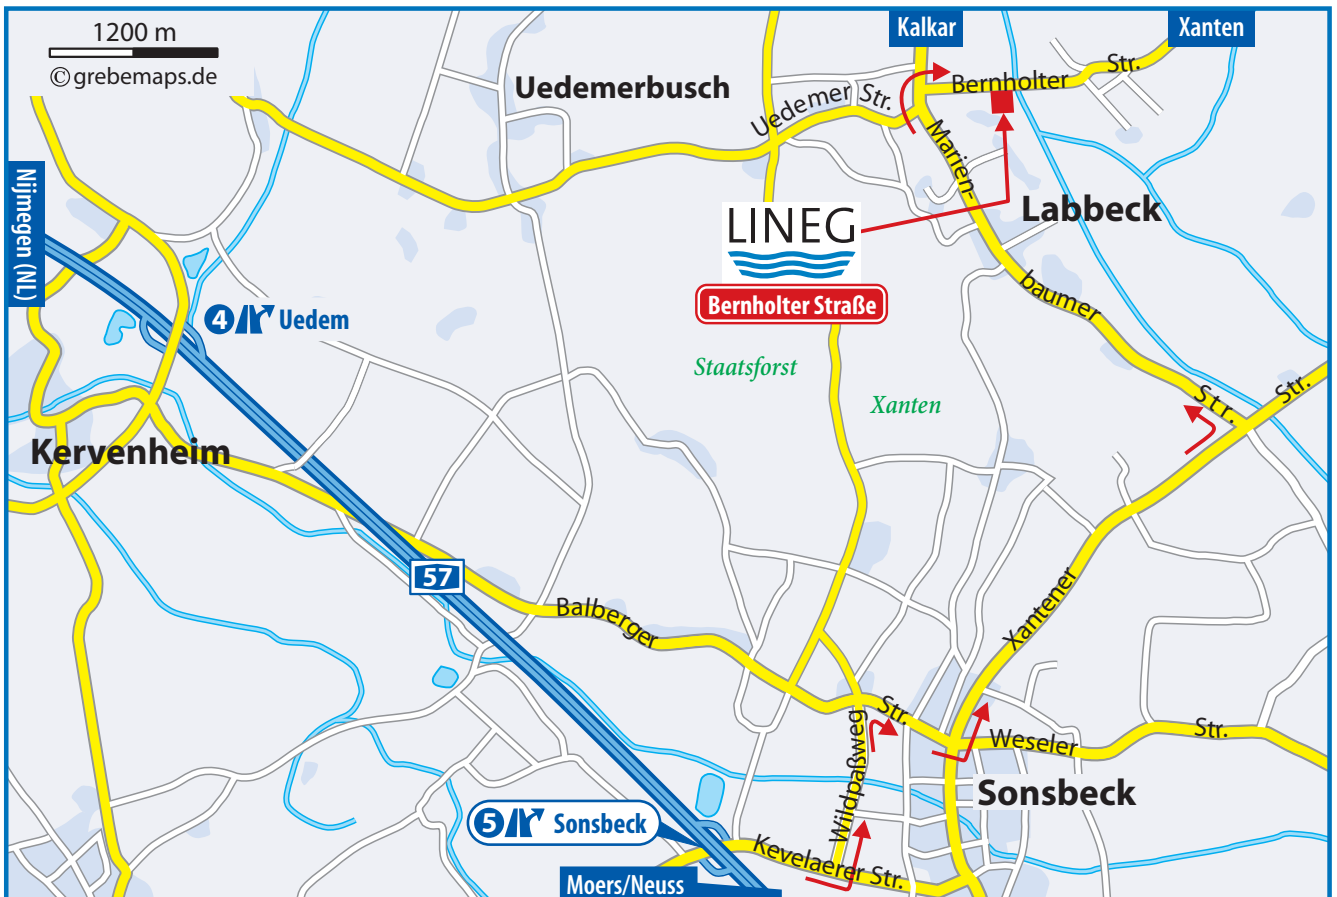 1200 m
© grebemaps.de
Kalkar
Xanten
Uedemerbusch
Bernholter Str.
Uedemer Str.
Marien-
baumer
Str.
Labbeck
Nijmegen (NL)
LINEG
Bernholter Straße
4 Uedem
Staatsforst
Xanten
Str.
Kervenheim
57
Balberger
Str.
Xantener
Weseler
Str.
Wildpaßweg
Sonsbeck
5 Sonsbeck
Kevelaerer Str.
Moers/Neuss